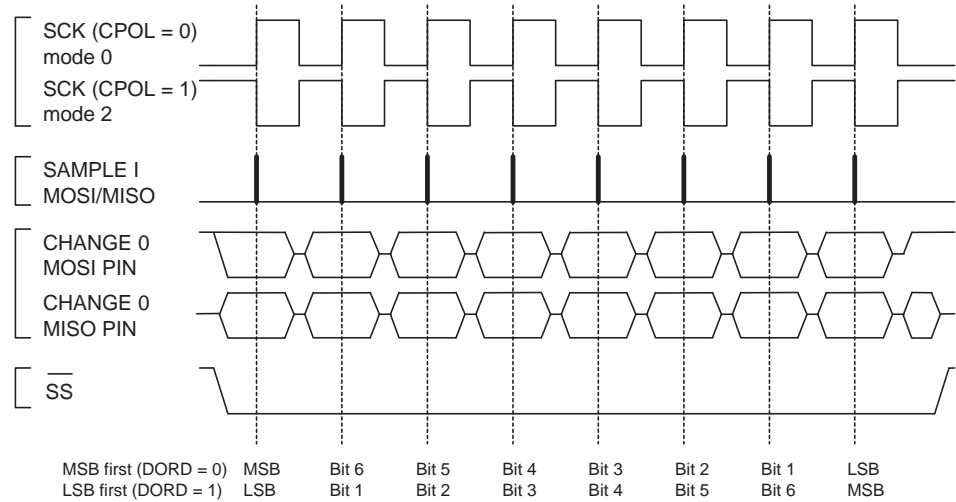 SCK (CPOL = 0)
mode 0
SCK (CPOL = 1)
mode 2
SAMPLE I
MOSI/MISO
CHANGE 0
MOSI PIN
CHANGE 0
MISO PIN
SS
MSB first (DORD = 0) MSB Bit 6 Bit 5 Bit 4 Bit 3 Bit 2 Bit 1 LSB
LSB first (DORD = 1) LSB Bit 1 Bit 2 Bit 3 Bit 4 Bit 5 Bit 6 MSB